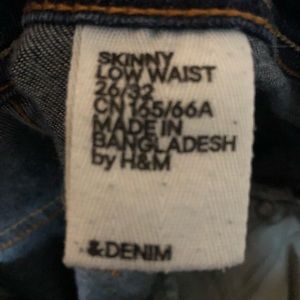 SKINNY
LOW WAIST
26/32
CN 165/66A
MADE IN
BANGLADESH
by H&M
&DENIM